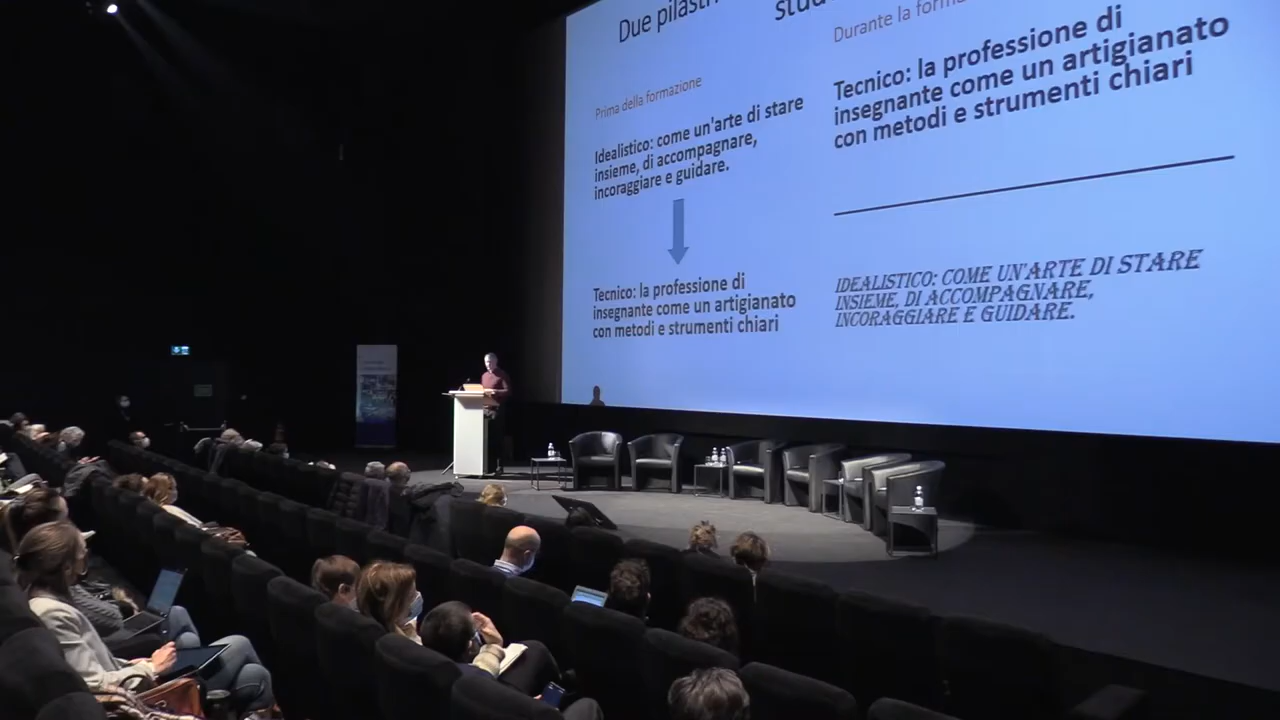 Due pilastri
Prima della formazione
Idealistico: come un'arte di stare
insieme, di accompagnare,
incoraggiare e guidare.
Tecnico: la professione di
insegnante come un artigianato
con metodi e strumenti chiari
Durante la
Tecnico: la professione di
insegnante come un artigianato
con metodi e strumenti chiari
IDEALISTICO: COME UN'ARTE DI STARE
INSIEME, DI ACCOMPAGNARE,
INCORAGGIARE E GUIDARE.